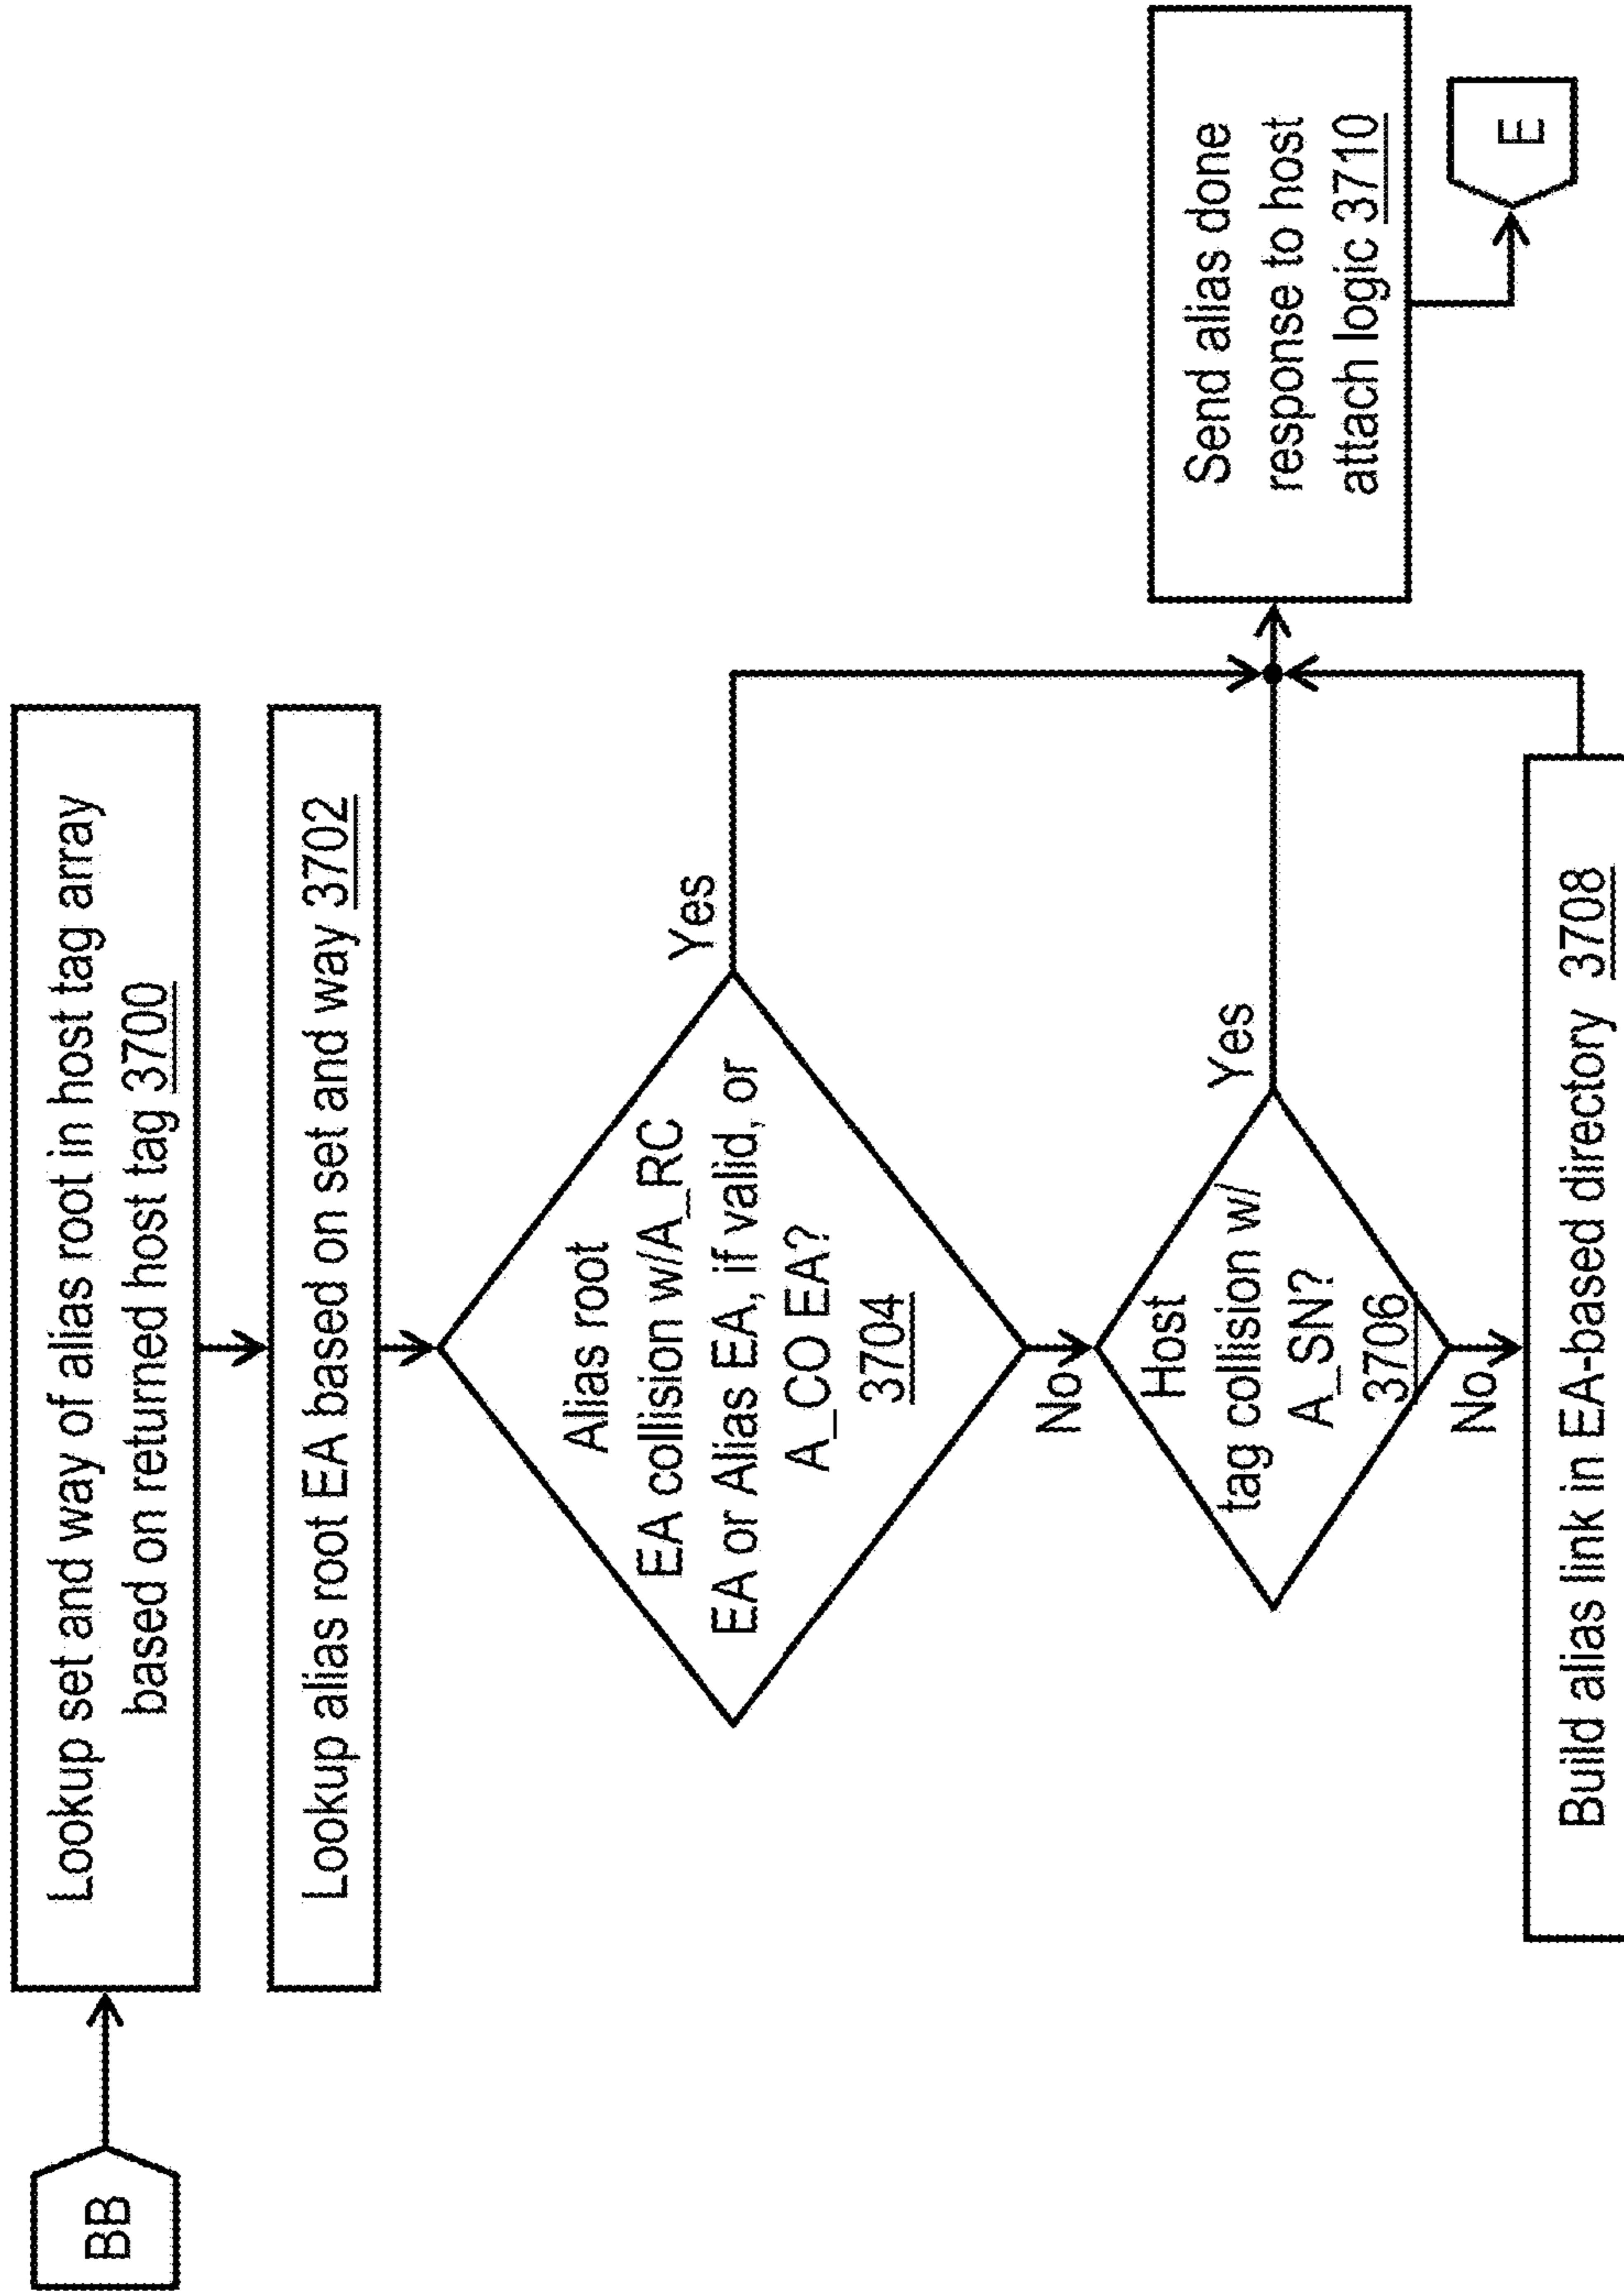 BB
Lookup set and way of alias root in host tag array
based on returned host tag 3700
Lookup alias root EA based on set and way 3702
Alias root
EA collision w/A_RC
EA or Alias EA, if valid, or
A_CO EA?
3704
Yes
No
Host
tag collision w/
A_SN?
3706
Yes
No
Build alias link in EA-based directory 3708
Send alias done
response to host
attach logic 3710
E